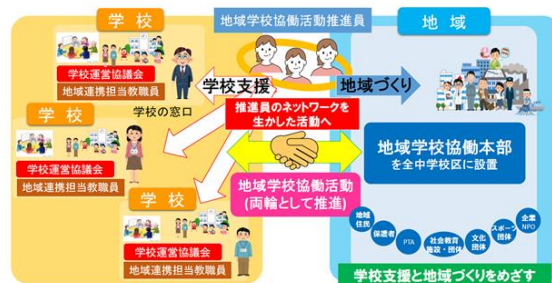 学校
学校運営協議会
地域連携担当教職員
学校の窓口
学校
学校運営協議会
地域連携担当教職員
学校
学校運営協議会
地域連携担当教職員
地域学校協働活動推進員
学校支援
地域づくり
推進員のネットワークを
生かした活動へ
地域学校協働活動
(両輪として推進)
地域
地域学校協働本部
を全中学校区に設置
地域
住民
保護者
PTA
社会教育
施設・団体
文化
団体
スポーツ
団体
企業
NPO
学校支援と地域づくりをめざす